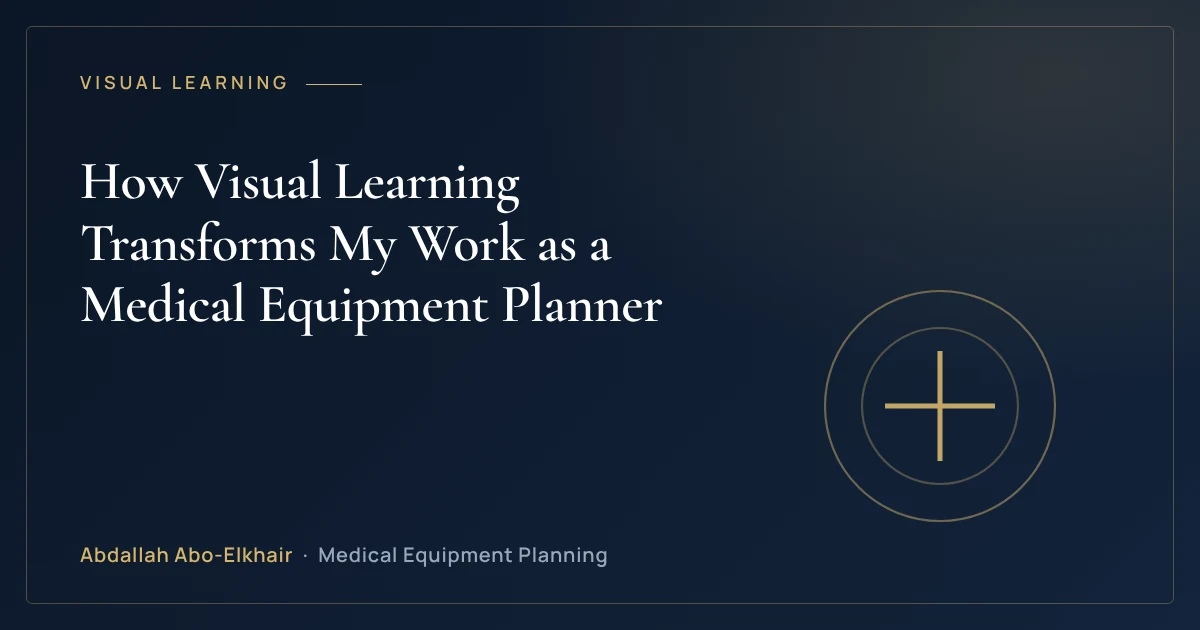 VISUAL LEARNING
How Visual Learning
Transforms My Work as a
Medical Equipment Planner
Abdallah Abo-Elkhair · Medical Equipment Planning